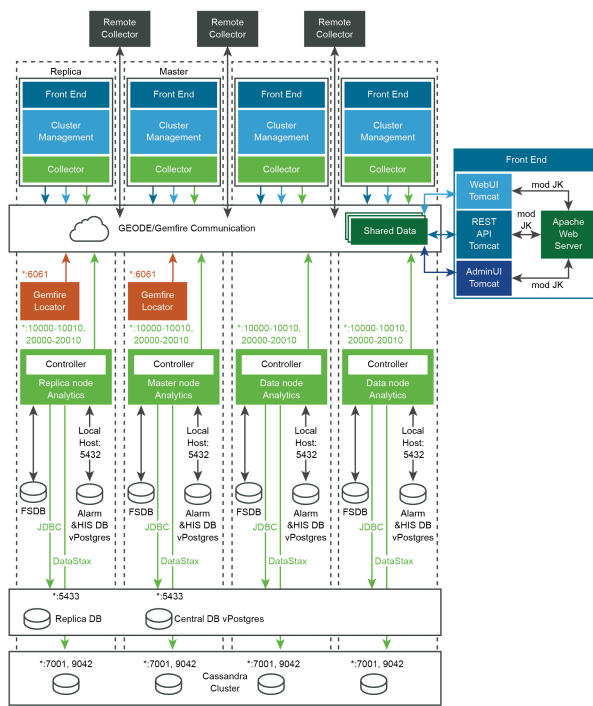 Remote
Collector
Remote
Collector
Remote
Collector
Replica
Master
Front End
Front End
Front End
Front End
Cluster
Management
Cluster
Management
Cluster
Management
Cluster
Management
Collector
Collector
Collector
Collector
Front End
WebUI
Tomcat
mod JK
REST
API
Tomcat
mod
JK
Apache
Web
Server
AdminUI
Tomcat
mod JK
GEODE/Gemfire Communication
Shared Data
*:6061
*:6061
Gemfire
Locator
Gemfire
Locator
*:10000-10010,
20000-20010
*:10000-10010,
20000-20010
*:10000-10010,
20000-20010
*:10000-10010,
20000-20010
Controller
Controller
Controller
Controller
Replica node
Analytics
Master node
Analytics
Data node
Analytics
Data node
Analytics
Local
Host:
5432
Local
Host:
5432
Local
Host:
5432
Local
Host:
5432
FSDB
Alarm
&HIS DB
vPostgres
FSDB
Alarm
&HIS DB
vPostgres
FSDB
Alarm
&HIS DB
vPostgres
FSDB
Alarm
&HIS DB
vPostgres
JDBC
JDBC
JDBC
JDBC
DataStax
DataStax
DataStax
DataStax
*:5433
*:5433
Replica DB
Central DB vPostgres
*:7001, 9042
*:7001, 9042
*:7001, 9042
*:7001, 9042
Cassandra
Cluster